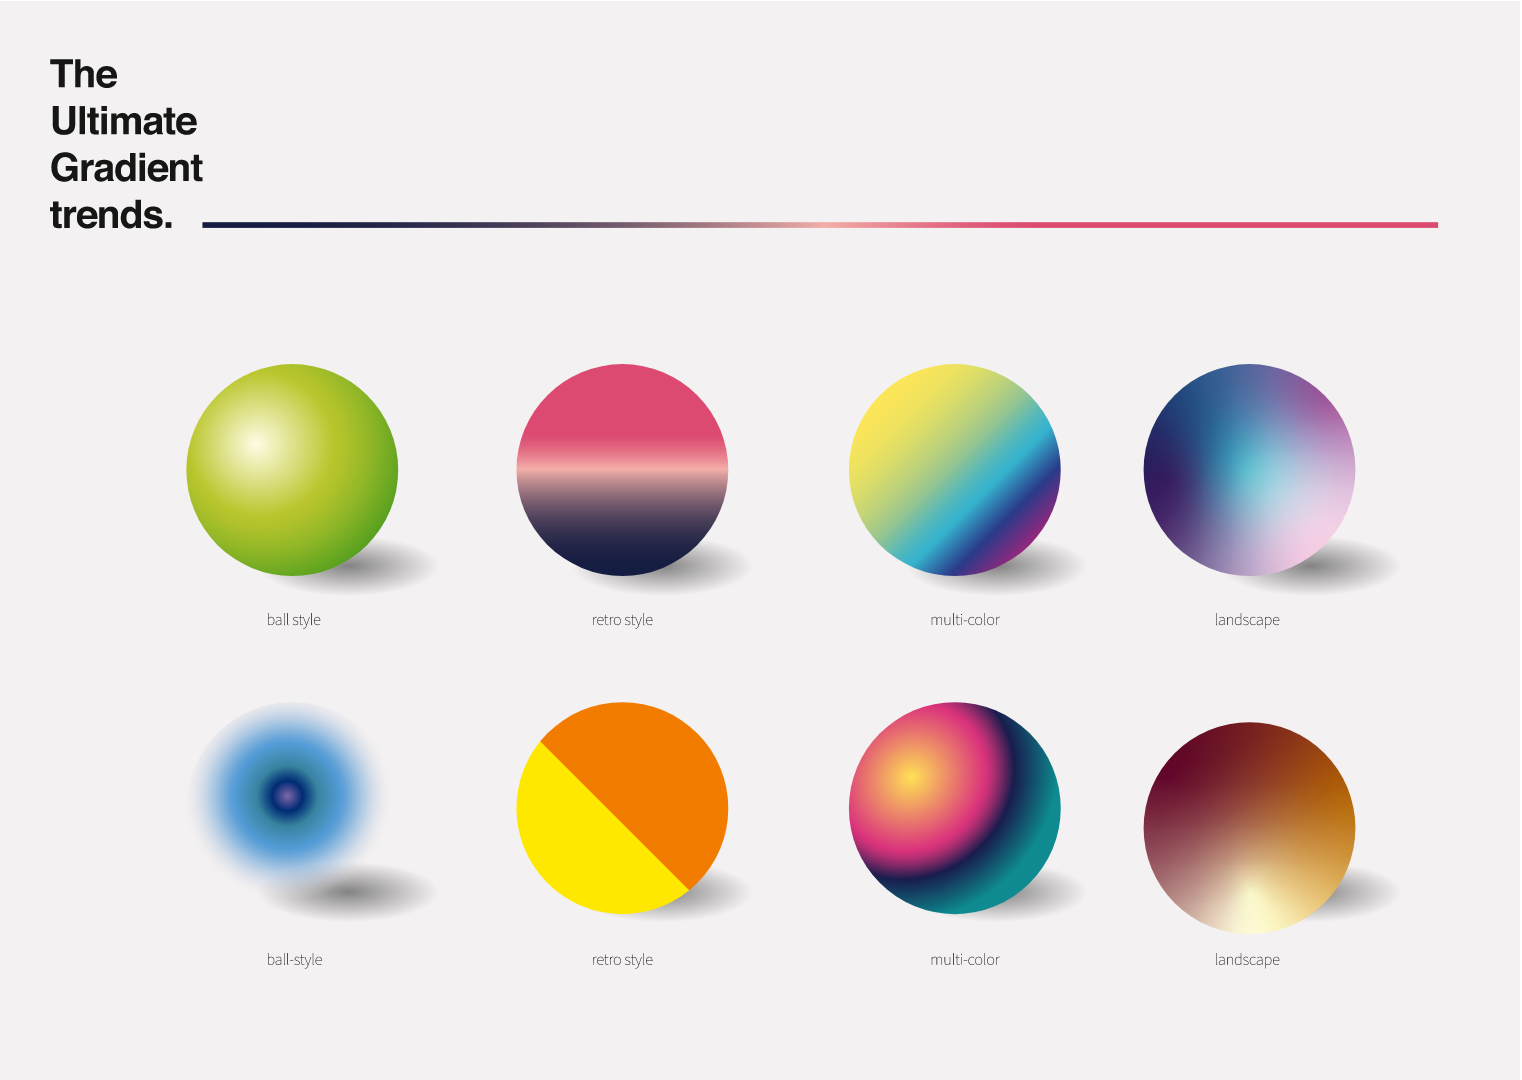 The
Ultimate
Gradient
trends.
ball style
retro style
multi-color
landscape
ball-style
retro style
multi-color
landscape